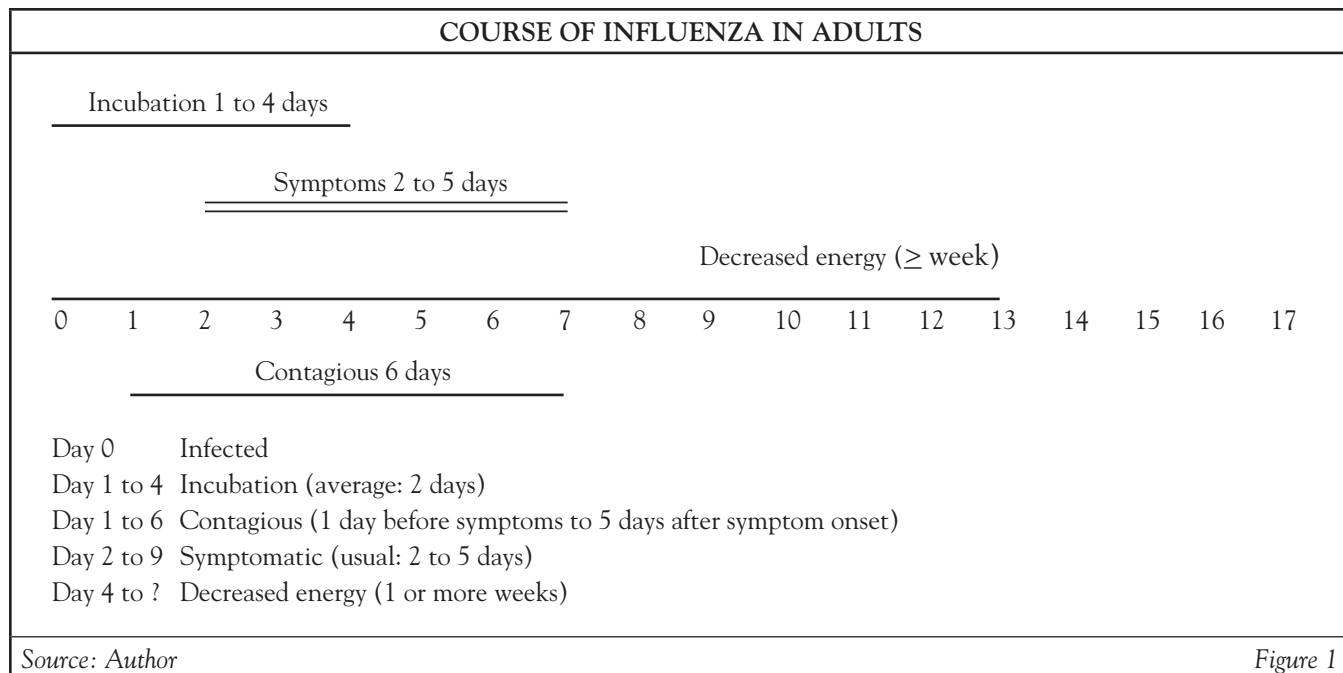 COURSE OF INFLUENZA IN ADULTS
Incubation 1 to 4 days
Symptoms 2 to 5 days
Decreased energy (≥ week)
0 1 2 3 4 5 6 7 8 9 10 11 12 13 14 15 16 17
Contagious 6 days
Day 0 Infected
Day 1 to 4 Incubation (average: 2 days)
Day 1 to 6 Contagious (1 day before symptoms to 5 days after symptom onset)
Day 2 to 9 Symptomatic (usual: 2 to 5 days)
Day 4 to ? Decreased energy (1 or more weeks)
Source: Author Figure 1